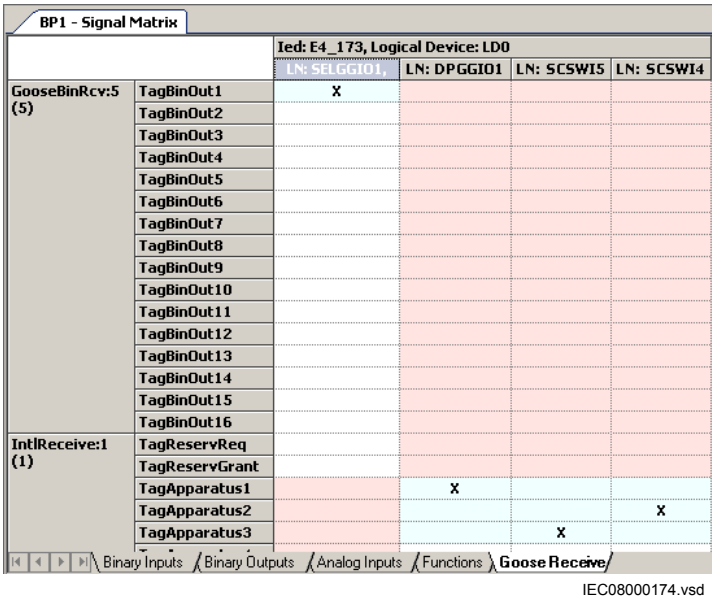 BP1 - Signal Matrix
Ied: E4_173, Logical Device: LD0
LN: SELGGIO1, LN: DPGGIO1 LN: SCSWI5 LN: SCSWI4
GooseBinRcv:5 TagBinOut1 X
(5) TagBinOut2
TagBinOut3
TagBinOut4
TagBinOut5
TagBinOut6
TagBinOut7
TagBinOut8
TagBinOut9
TagBinOut10
TagBinOut11
TagBinOut12
TagBinOut13
TagBinOut14
TagBinOut15
TagBinOut16
IntlReceive:1 TagReservReq
(1) TagReservGrant
TagApparatus1 X
TagApparatus2 X
TagApparatus3 X
Binary Inputs Binary Outputs Analog Inputs Functions Goose Receive
IEC08000174.vsd